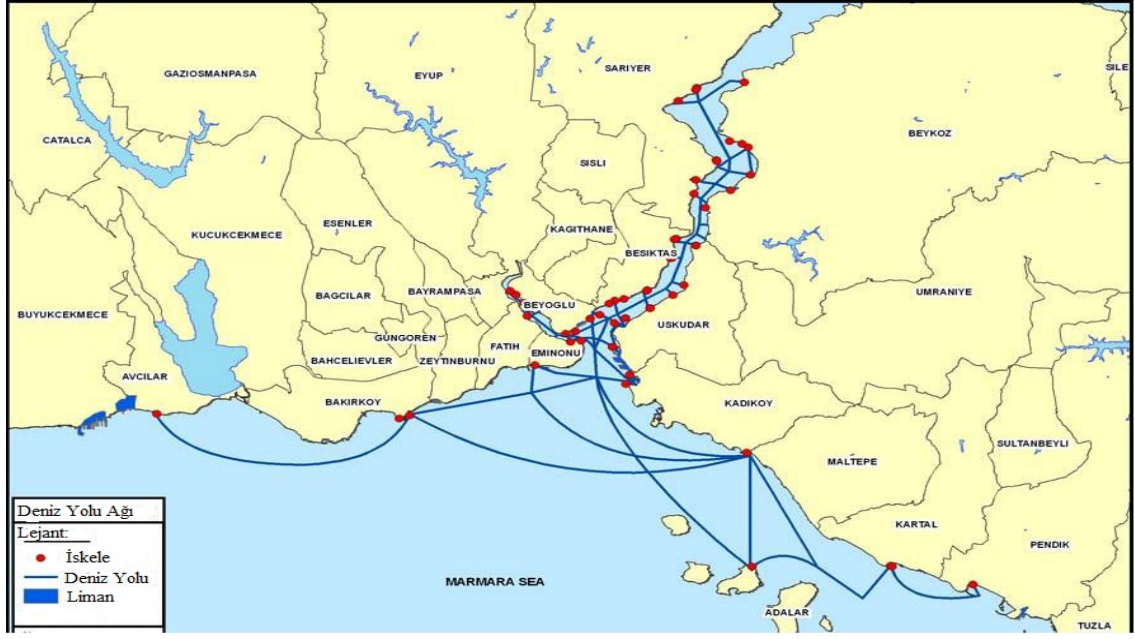 GAZIOSMANPASA
EYUP
SARIYER
SILE
CATALCA
BEYKOZ
SISLI
ESENLER
KAGITHANE
KUCUKCEKMECE
BESIKTAS
BAGCILAR
BAYRAMPASA
BEYOGLU
UMRANIYE
BUYUKCEKMECE
USKUDAR
GUNGOREN
FATIH
EMINONU
BAHCELIEVLER
ZEYTINBURNU
AVCILAR
BAKIRKOY
KADIKOY
SULTANBEYLI
MALTEPE
KARTAL
PENDIK
MARMARA SEA
ADALAR
TUZLA
Deniz Yolu Ağı
Lejant:
İskele
Deniz Yolu
Liman